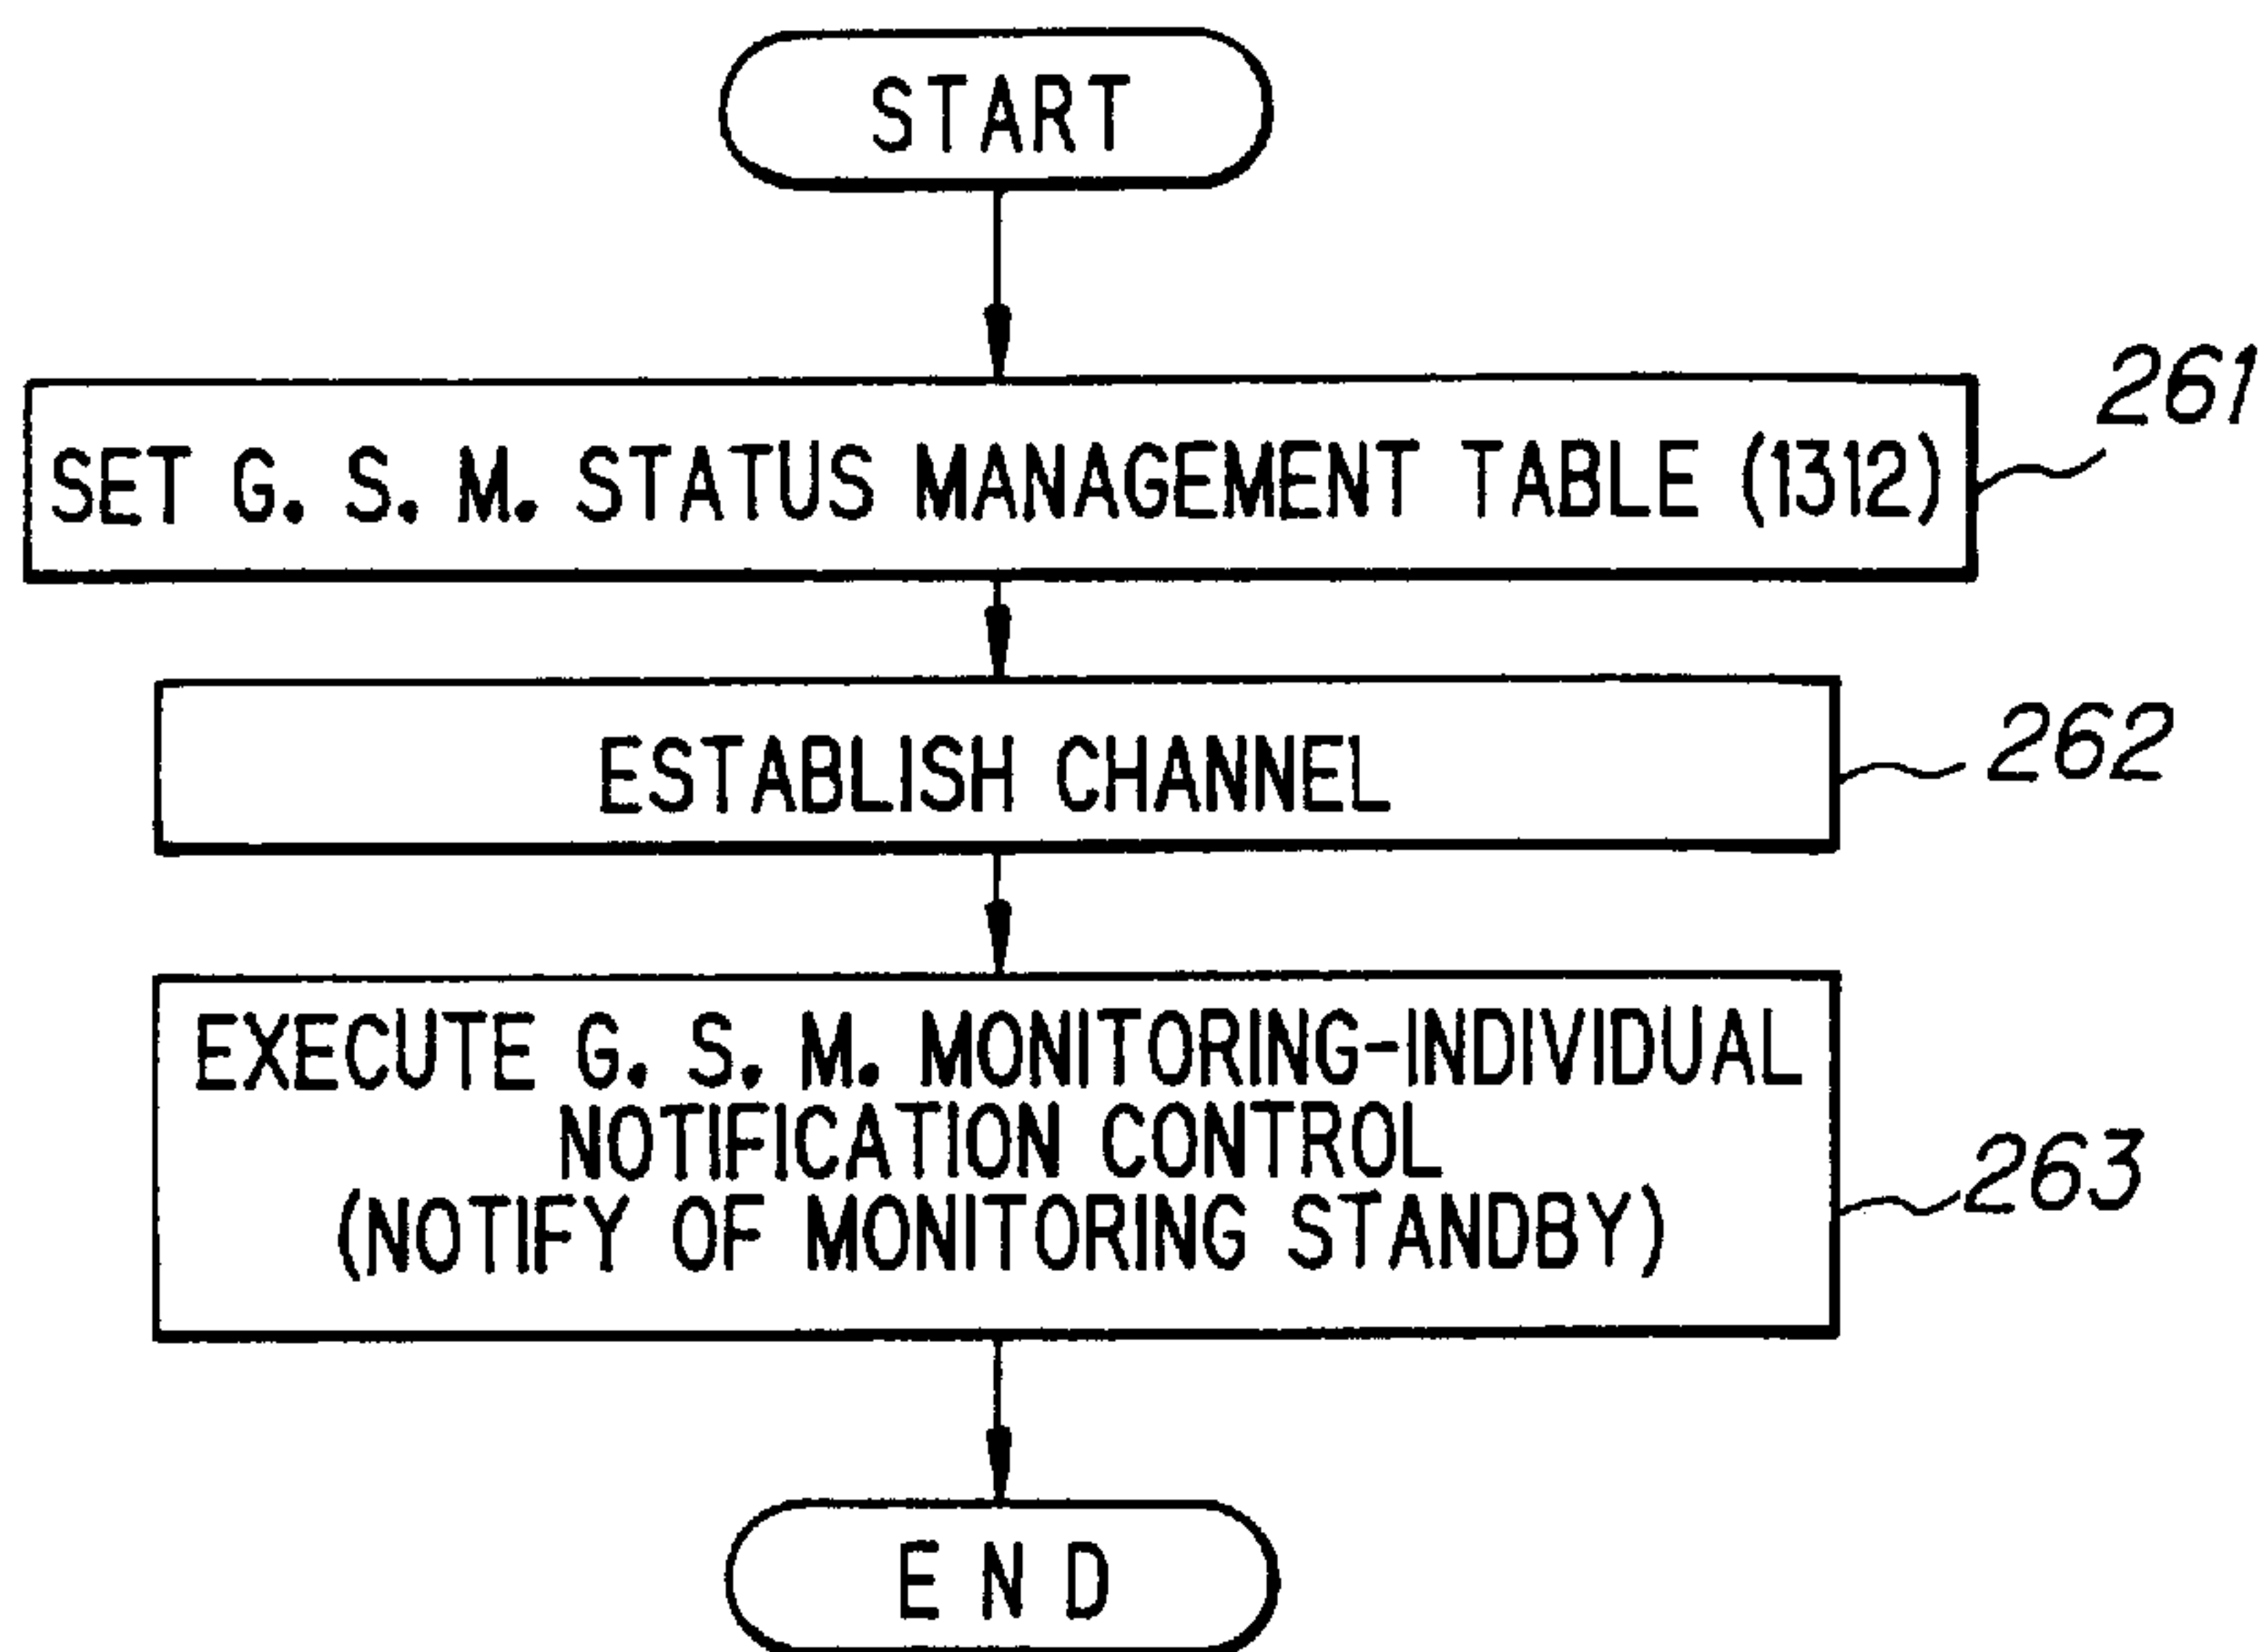 START
SET G. S. M. STATUS MANAGEMENT TABLE (1312)
261
ESTABLISH CHANNEL
262
EXECUTE G. S. M. MONITORING-INDIVIDUAL
NOTIFICATION CONTROL
(NOTIFY OF MONITORING STANDBY)
263
END